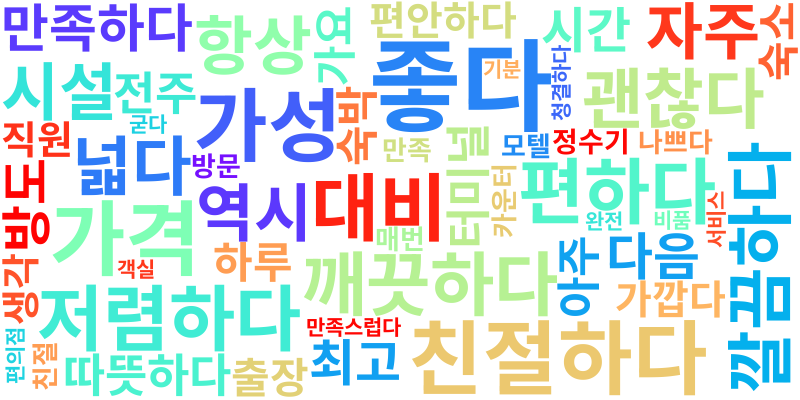 만족하다
항상
가요
편안하다
시간
자주
숙소
시설
전주
좋다
기분
청결하다
괜찮다
직원
굳다
가성
숙박
만족
터미널
모텔
정수기
나쁘다
넓다
방문
카운터
편하다
깔끔하다
방도
가격
역시
대비
매번
완전
비품
서비스
생각
객실
하루
깨끗하다
아주
다음
가깝다
저렴하다
만족스럽다
친절하다
편의점
친절
따뜻하다
출장
최고